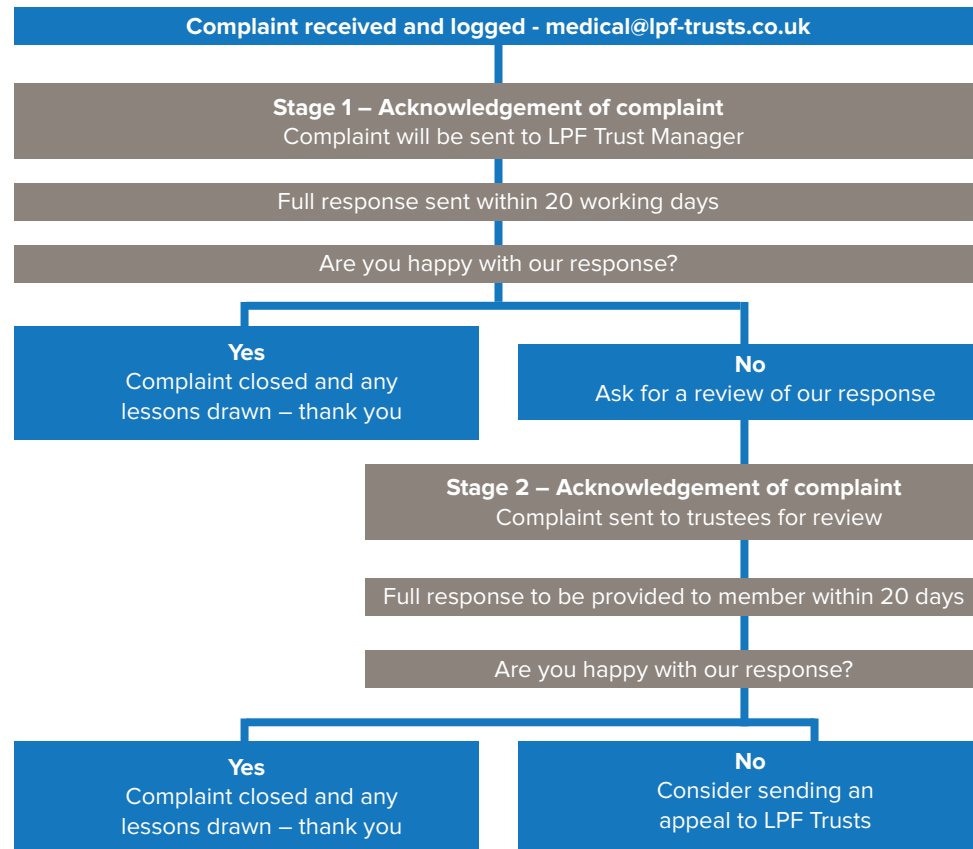 Complaint received and logged - medical@lpf-trusts.co.uk
Stage 1 – Acknowledgement of complaint
Complaint will be sent to LPF Trust Manager
Full response sent within 20 working days
Are you happy with our response?
Yes
Complaint closed and any
lessons drawn – thank you
No
Ask for a review of our response
Stage 2 – Acknowledgement of complaint
Complaint sent to trustees for review
Full response to be provided to member within 20 days
Are you happy with our response?
Yes
Complaint closed and any
lessons drawn – thank you
No
Consider sending an
appeal to LPF Trusts